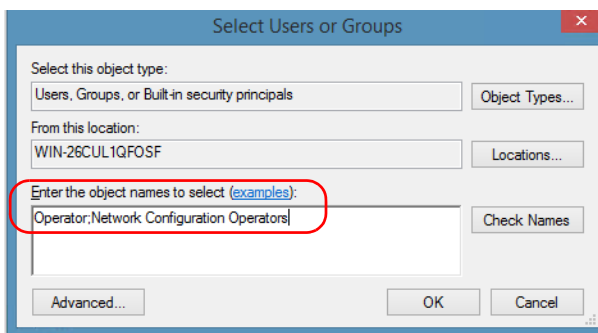 Select Users or Groups
Select this object type:
Users, Groups, or Built-in security principals
Object Types...
From this location:
WIN-26CUL1QFOSF
Locations...
Enter the object names to select (examples):
Operator;Network Configuration Operators
Check Names
Advanced...
OK
Cancel